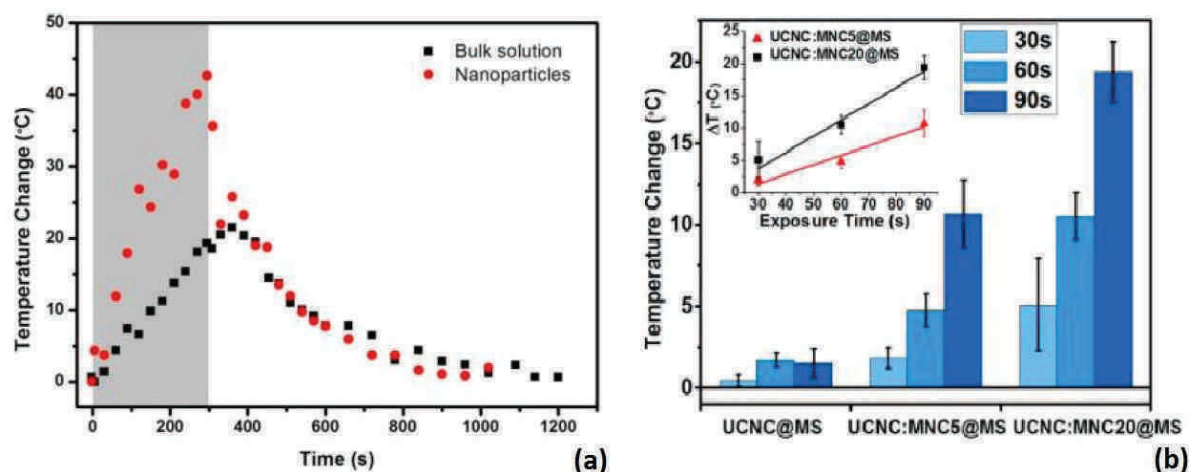 50
40
30
20
10
0
Temperature Change (°C)
Bulk solution
Nanoparticles
0 200 400 600 800 1000 1200
Time (s)
(a)
20
15
10
5
0
Temperature Change (°C)
UCNC:MNC5@MS
UCNC:MNC20@MS
25
20
15
10
5
0
ΔT (°C)
30 40 50 60 70 80 90
Exposure Time (s)
30s
60s
90s
UCNC@MS UCNC:MNC5@MS UCNC:MNC20@MS
(b)